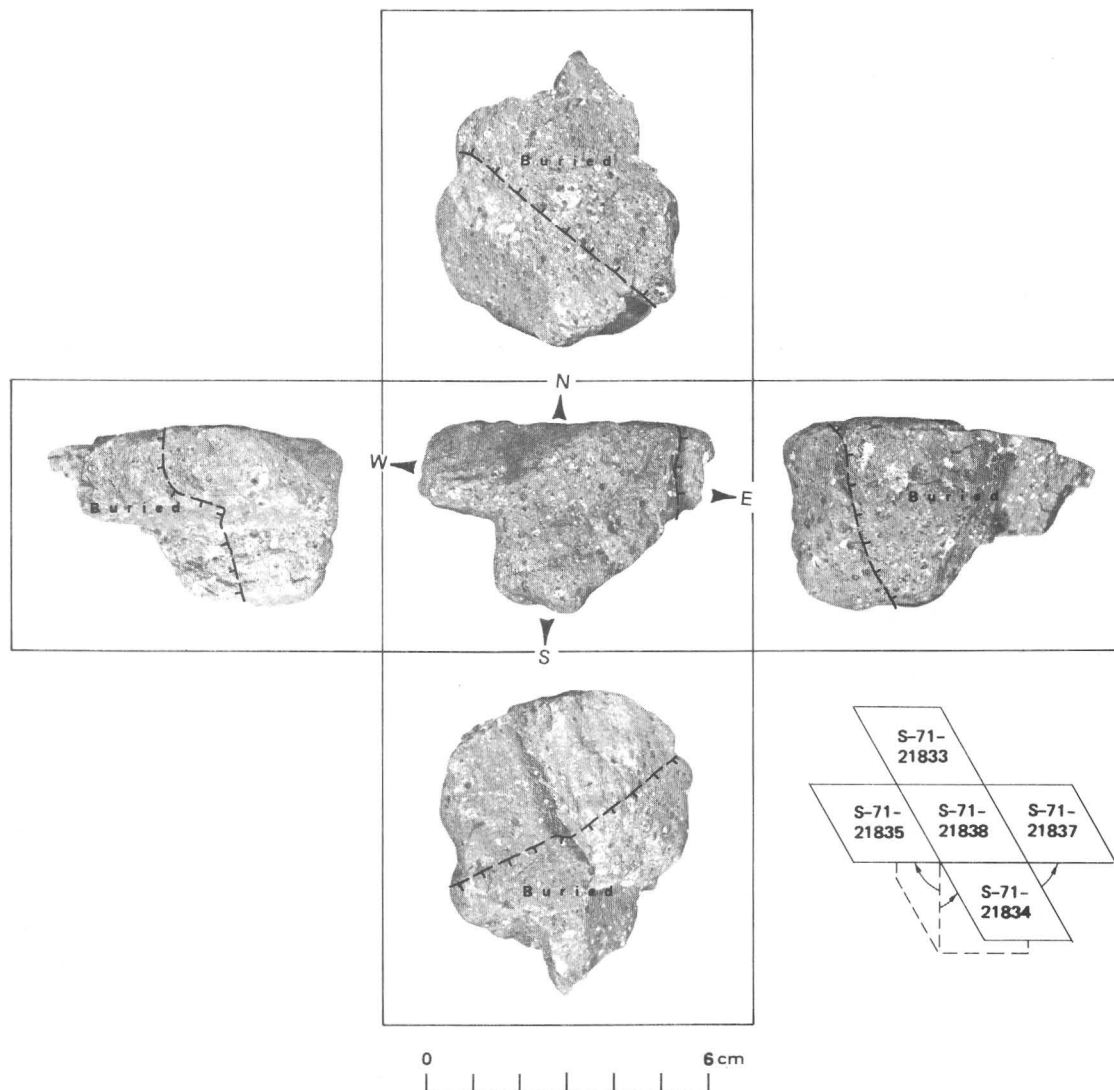 Buried
N
W
E
S
Buried
Buried
Buried
S-71-
21833
S-71-
21835
S-71-
21838
S-71-
21837
S-71-
21834
0
6 cm